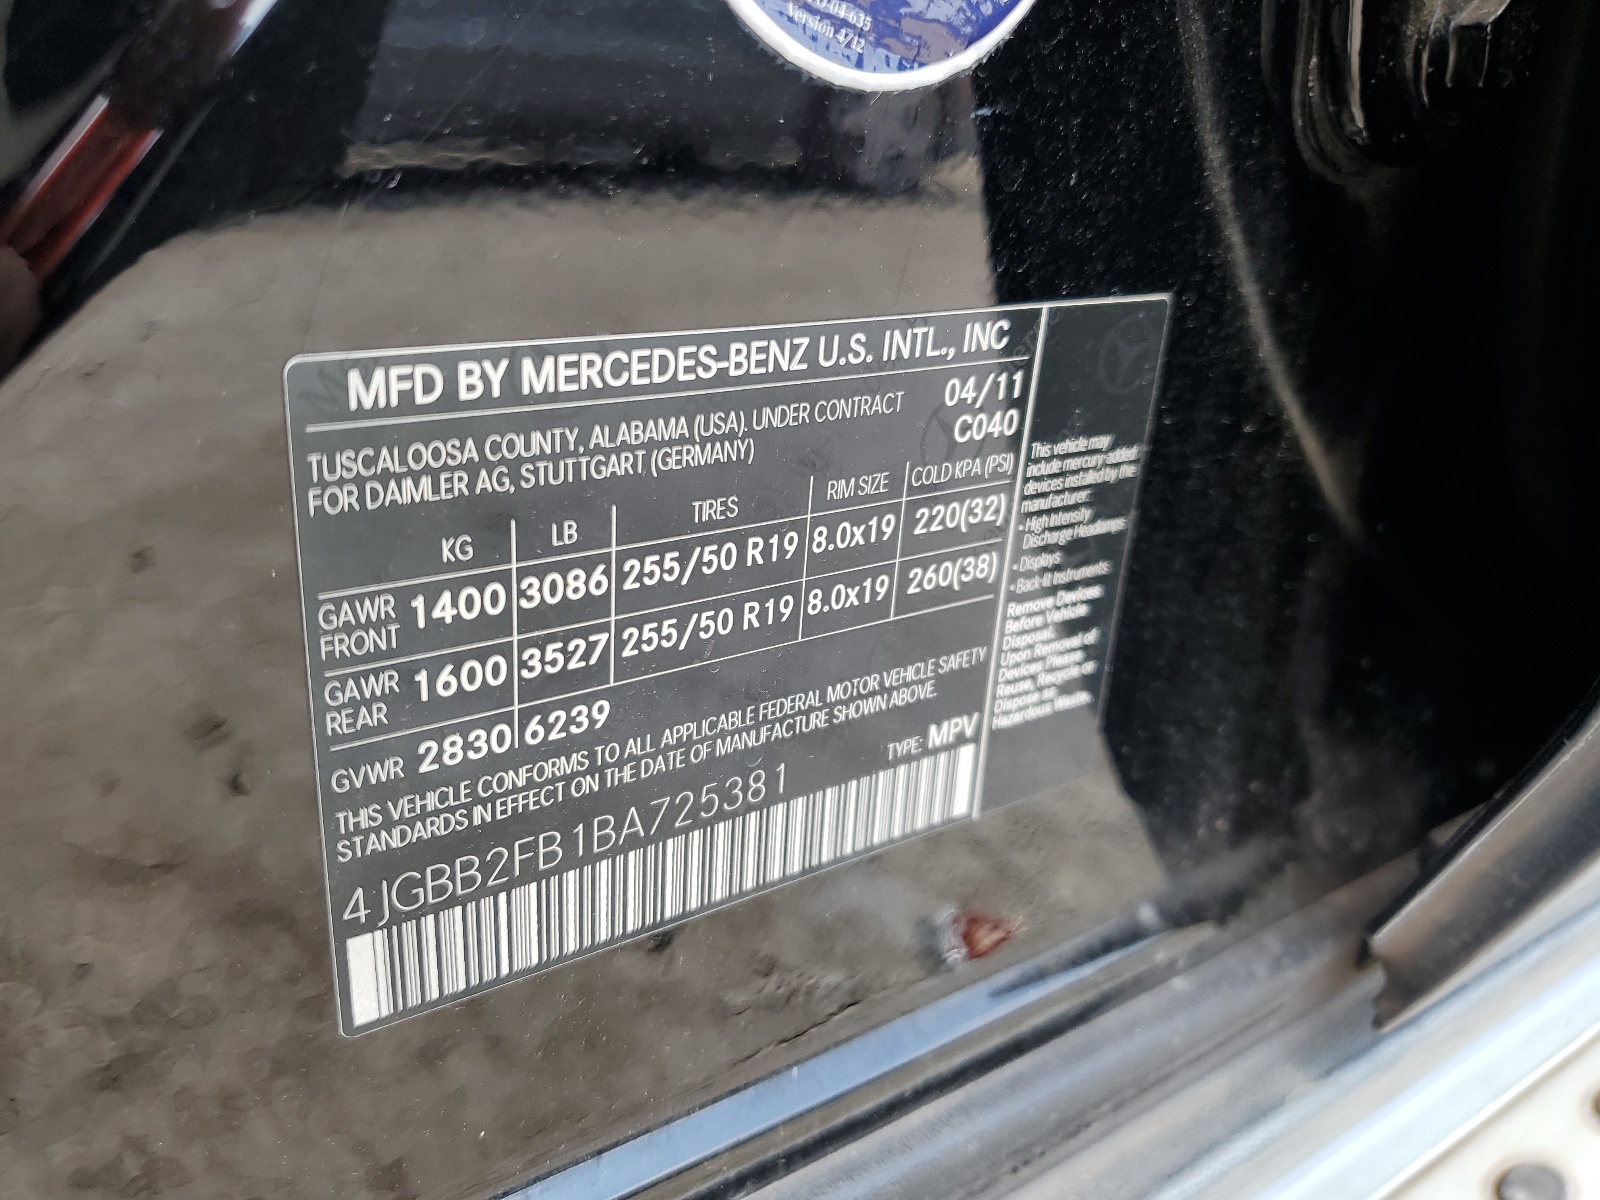 04-635
Version 4/12
MFD BY MERCEDES-BENZ U.S. INTL., INC
TUSCALOOSA COUNTY, ALABAMA (USA). UNDER CONTRACT 04/11
FOR DAIMLER AG, STUTTGART (GERMANY) C040
KG LB TIRES RIM SIZE COLD KPA (PSI)
GAWR FRONT 1400 3086 255/50 R19 8.0x19 220(32)
GAWR REAR 1600 3527 255/50 R19 8.0x19 260(38)
GVWR 2830 6239
THIS VEHICLE CONFORMS TO ALL APPLICABLE FEDERAL MOTOR VEHICLE SAFETY
STANDARDS IN EFFECT ON THE DATE OF MANUFACTURE SHOWN ABOVE.
4JGBB2FB1BA725381 TYPE: MPV
This vehicle may
include mercury-added
devices installed by the
manufacturer:
• High Intensity
Discharge Headlamps
• Displays
• Back-lit Instruments
Remove Devices
Before Vehicle
Disposal.
Upon Removal of
Devices Please
Reuse, Recycle or
Dispose as
Hazardous Waste.